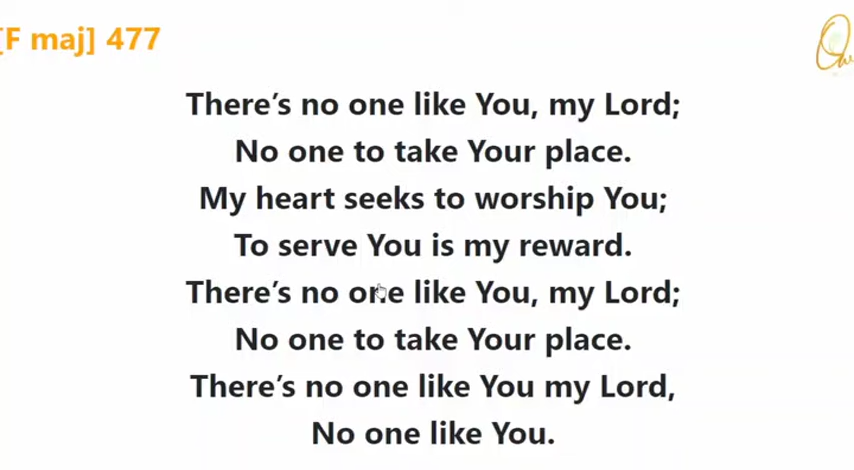 [F maj] 477
There’s no one like You, my Lord;
No one to take Your place.
My heart seeks to worship You;
To serve You is my reward.
There’s no one like You, my Lord;
No one to take Your place.
There’s no one like You my Lord,
No one like You.